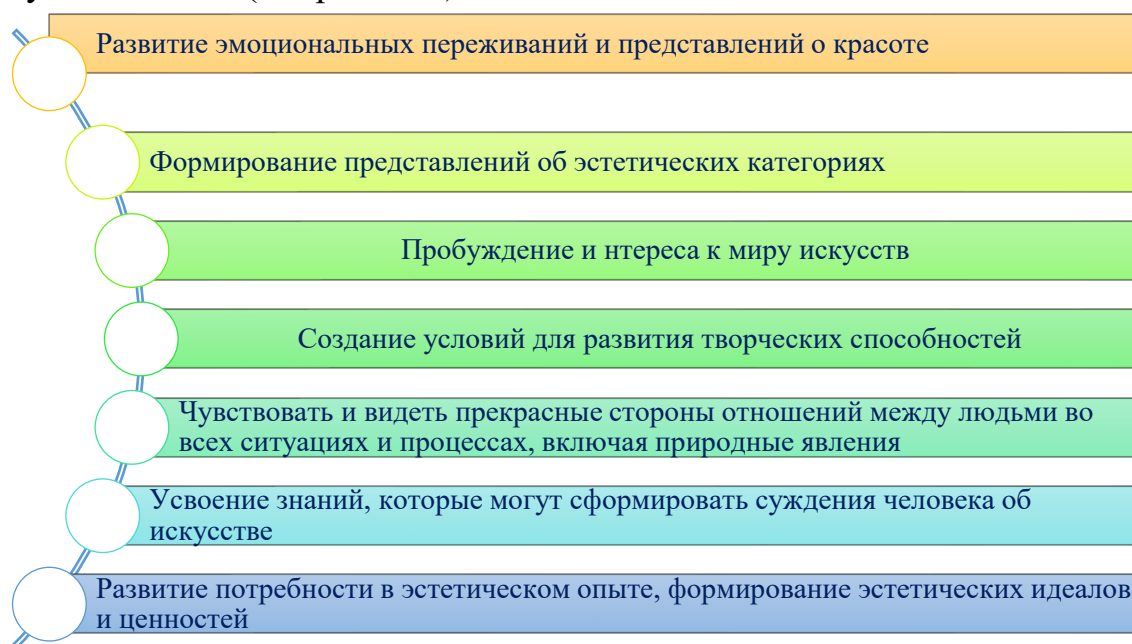 Развитие эмоциональных переживаний и представлений о красоте
Формирование представлений об эстетических категориях
Пробуждение и нтереса к миру искусств
Создание условий для развития творческих способностей
Чувствовать и видеть прекрасные стороны отношений между людьми во
всех ситуациях и процессах, включая природные явления
Усвоение знаний, которые могут сформировать суждения человека об
искусстве
Развитие потребности в эстетическом опыте, формирование эстетических идеалов
и ценностей